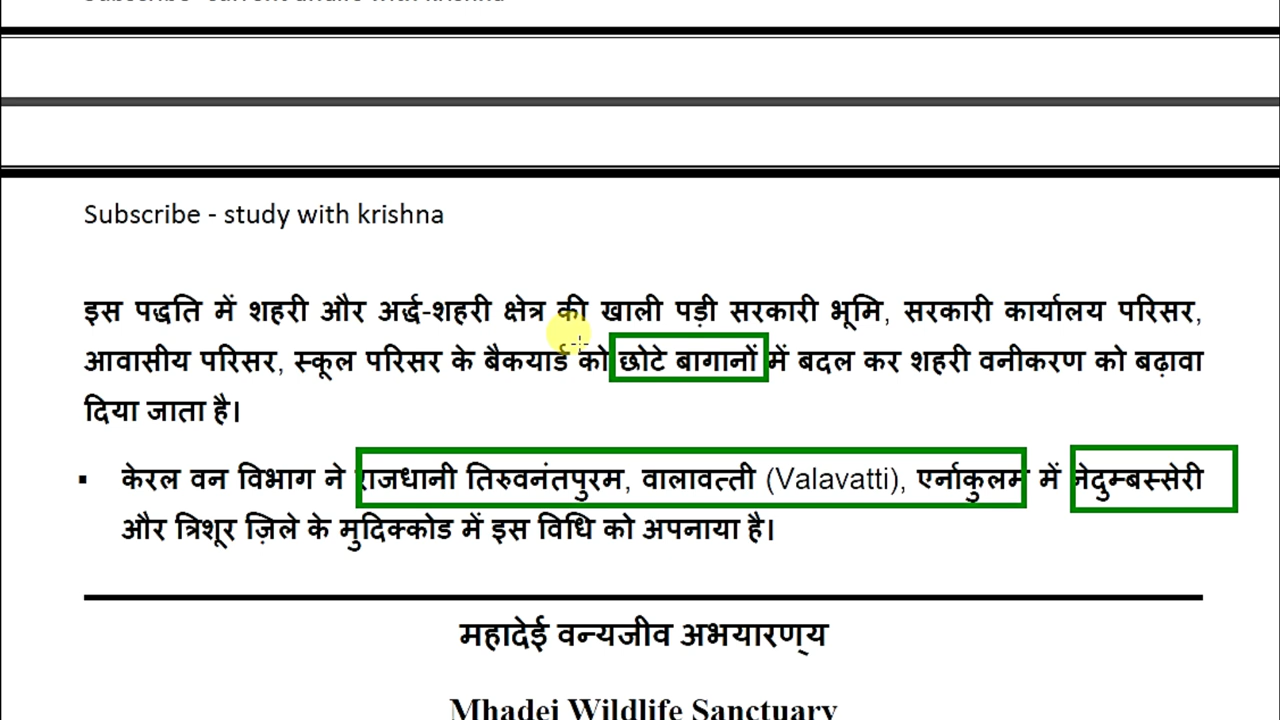 Subscribe - study with krishna
इस पद्धति में शहरी और अर्द्ध-शहरी क्षेत्र की खाली पड़ी सरकारी भूमि, सरकारी कार्यालय परिसर,
आवासीय परिसर, स्कूल परिसर के बैकयार्ड को छोटे बागानों में बदल कर शहरी वनीकरण को बढ़ावा
दिया जाता है।
▪ केरल वन विभाग ने राजधानी तिरुवनंतपुरम, वालावत्ती (Valavatti), एर्नाकुलम में नेदुम्बस्सेरी
और त्रिशूर ज़िले के मुदिक्कोड में इस विधि को अपनाया है।
महादेई वन्यजीव अभयारण्य
Mhadei Wildlife Sanctuary